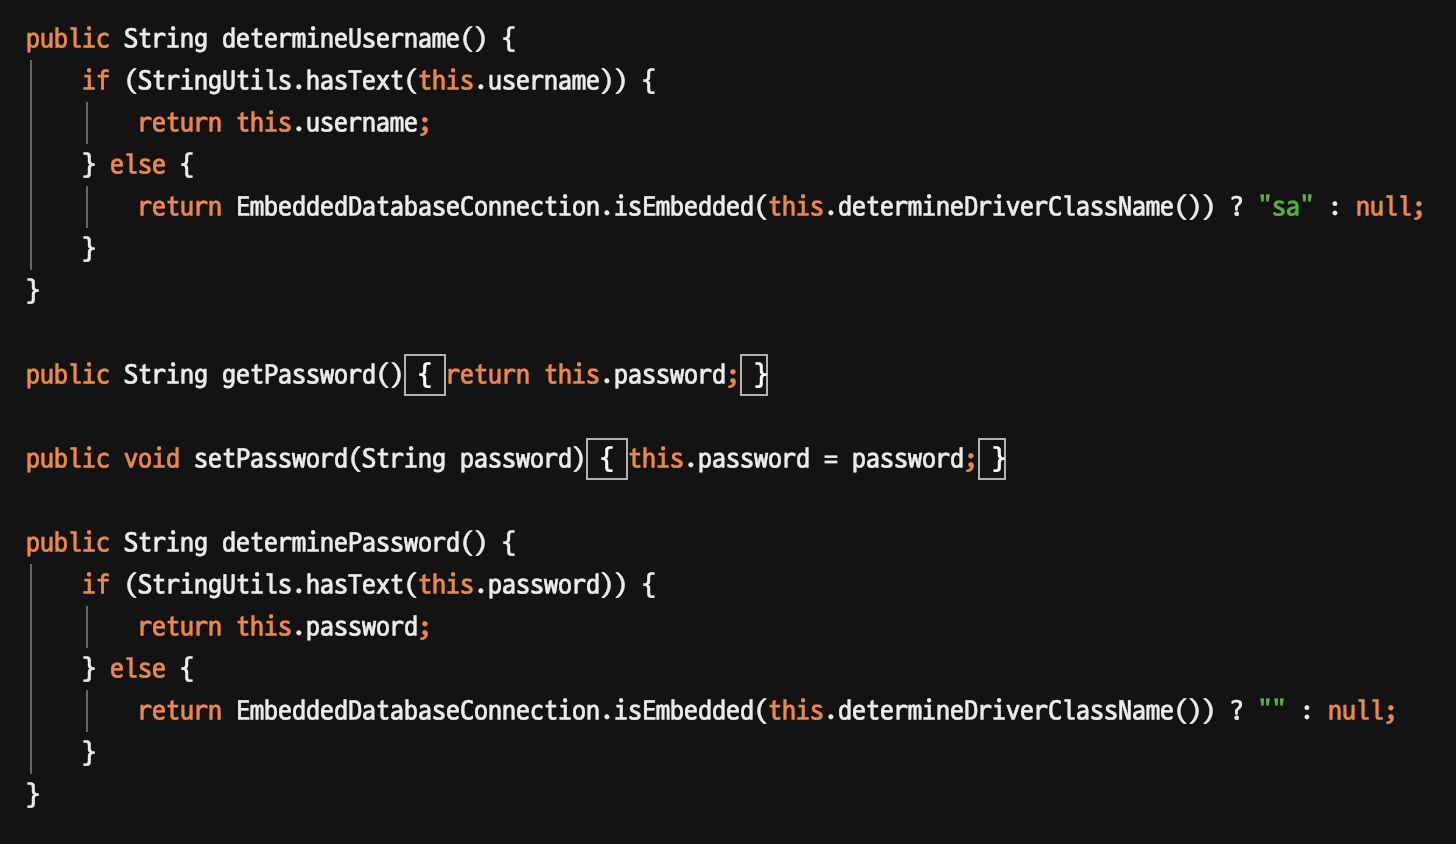 public String determineUsername() {
    if (StringUtils.hasText(this.username)) {
        return this.username;
    } else {
        return EmbeddedDatabaseConnection.isEmbedded(this.determineDriverClassName()) ? "sa" : null;
    }
}

public String getPassword() { return this.password; }

public void setPassword(String password) { this.password = password; }

public String determinePassword() {
    if (StringUtils.hasText(this.password)) {
        return this.password;
    } else {
        return EmbeddedDatabaseConnection.isEmbedded(this.determineDriverClassName()) ? "" : null;
    }
}